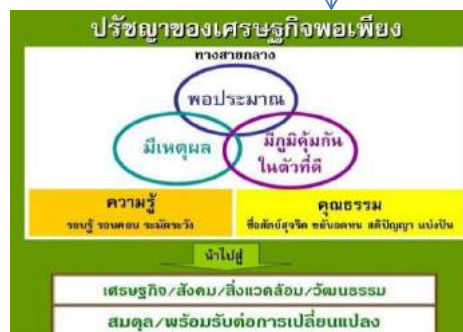 ปรัชญาของเศรษฐกิจพอเพียง
ทางสายกลาง
พอประมาณ
มีเหตุผล
มีภูมิคุ้มกัน
ในตัวที่ดี
ความรู้
รอบรู้ รอบคอบ ระมัดระวัง
คุณธรรม
ซื่อสัตย์สุจริต ขยันอดทน สติปัญญา แบ่งปัน
นำไปสู่
เศรษฐกิจ/สังคม/สิ่งแวดล้อม/วัฒนธรรม
สมดุล/พร้อมรับต่อการเปลี่ยนแปลง